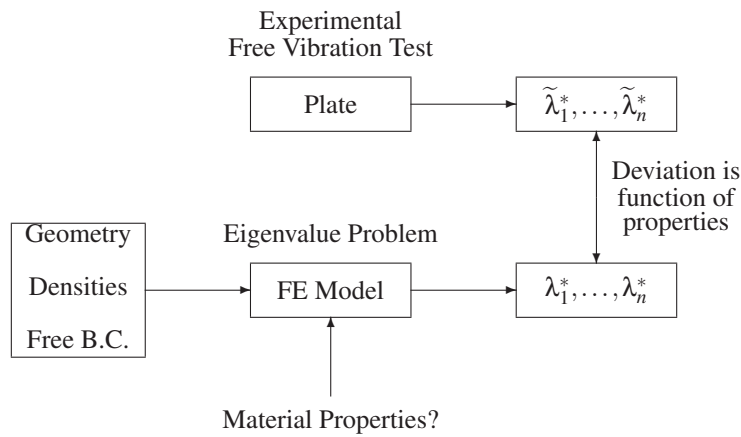 Experimental
Free Vibration Test
Plate
λ̃₁*,…,λ̃ₙ*
Deviation is
function of
properties
Geometry
Densities
Free B.C.
Eigenvalue Problem
FE Model
λ₁*,…,λₙ*
Material Properties?